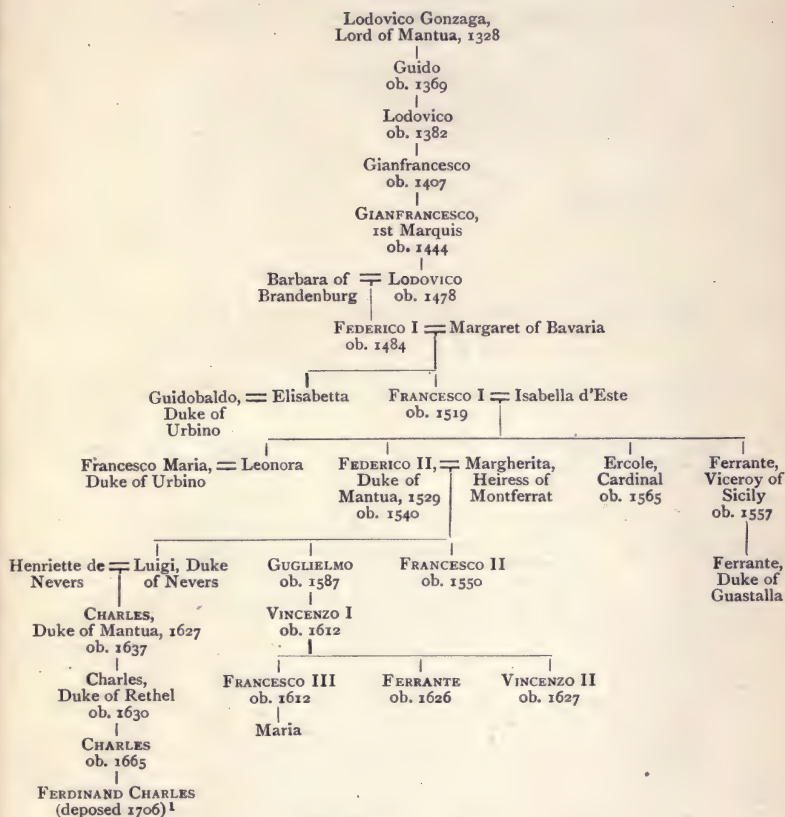 Lodovico Gonzaga,
Lord of Mantua, 1328
Guido
ob. 1369
Lodovico
ob. 1382
Gianfrancesco
ob. 1407
GIANFRANCESCO,
1st Marquis
ob. 1444
Barbara of
Brandenburg
LODOVICO
ob. 1478
FEDERICO I
ob. 1484
Margaret of Bavaria
Guidobaldo,
Duke of
Urbino
Elisabetta
FRANCESCO I
ob. 1519
Isabella d'Este
Francesco Maria,
Duke of Urbino
Leonora
FEDERICO II,
Duke of
Mantua, 1529
ob. 1540
Margherita,
Heiress of
Montferrat
Ercole,
Cardinal
ob. 1565
Ferrante,
Viceroy of
Sicily
ob. 1557
Henriette de
Nevers
Luigi, Duke
of Nevers
GUGLIELMO
ob. 1587
FRANCESCO II
ob. 1550
Ferrante,
Duke of
Guastalla
CHARLES,
Duke of Mantua, 1627
ob. 1637
VINCENZO I
ob. 1612
Charles,
Duke of Rethel
ob. 1630
FRANCESCO III
ob. 1612
FERRANTE
ob. 1626
VINCENZO II
ob. 1627
Maria
CHARLES
ob. 1665
FERDINAND CHARLES
(deposed 1706)¹